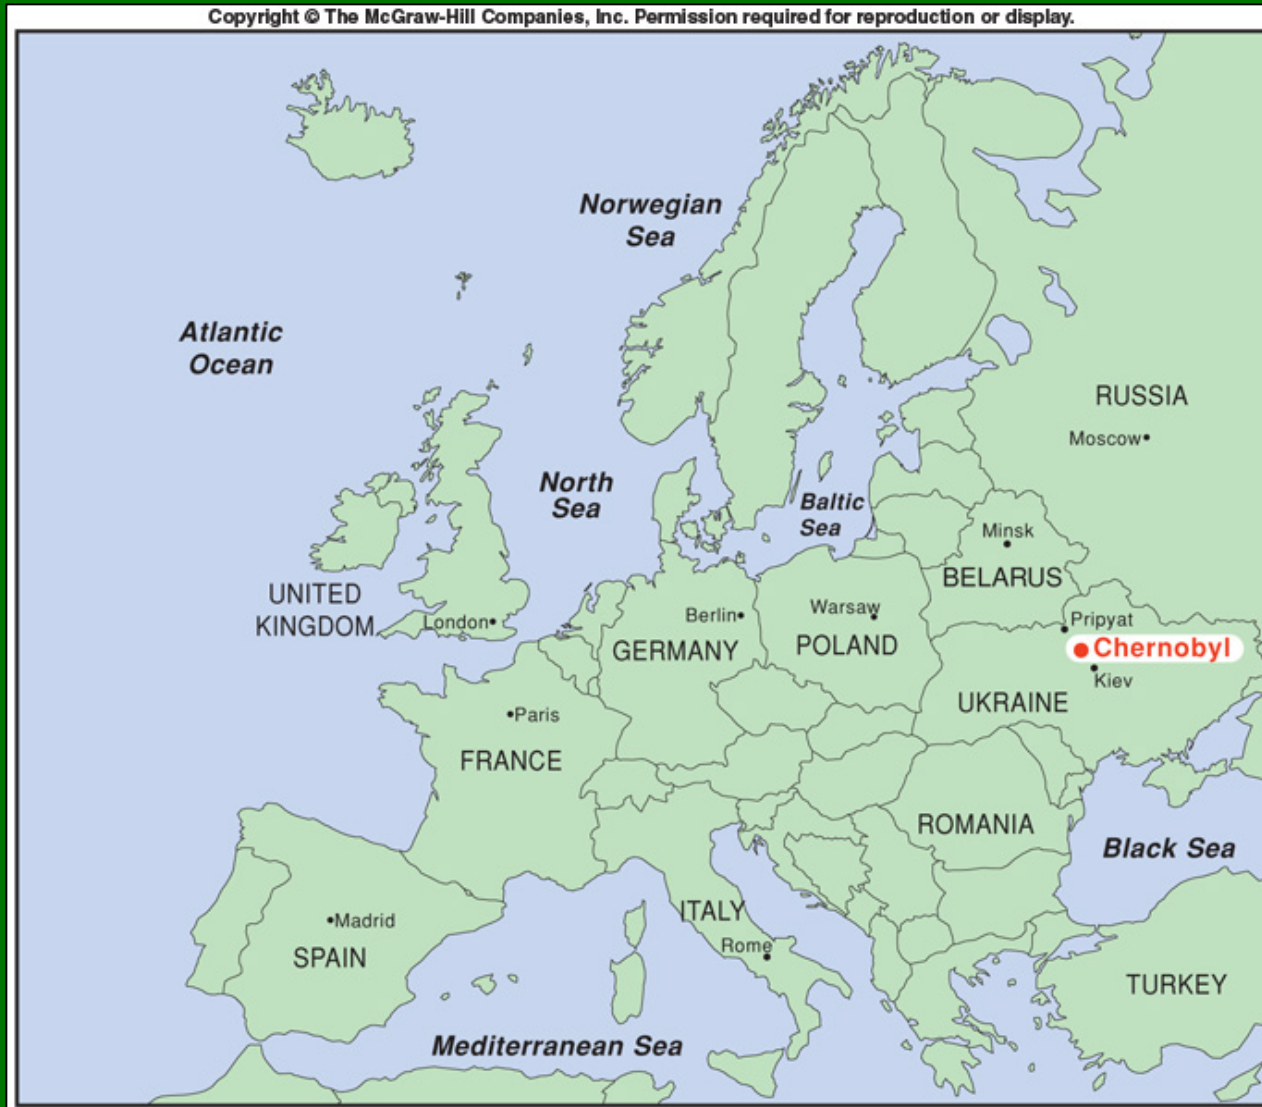 Copyright © The McGraw-Hill Companies, Inc. Permission required for reproduction or display.
Norwegian
Sea
Atlantic
Ocean
RUSSIA
Moscow
North
Sea
Baltic
Sea
Minsk
BELARUS
UNITED
KINGDOM
London
Berlin
GERMANY
Warsaw
POLAND
Pripyat
Chernobyl
Kiev
UKRAINE
Paris
FRANCE
ROMANIA
Black Sea
Madrid
SPAIN
ITALY
Rome
TURKEY
Mediterranean Sea